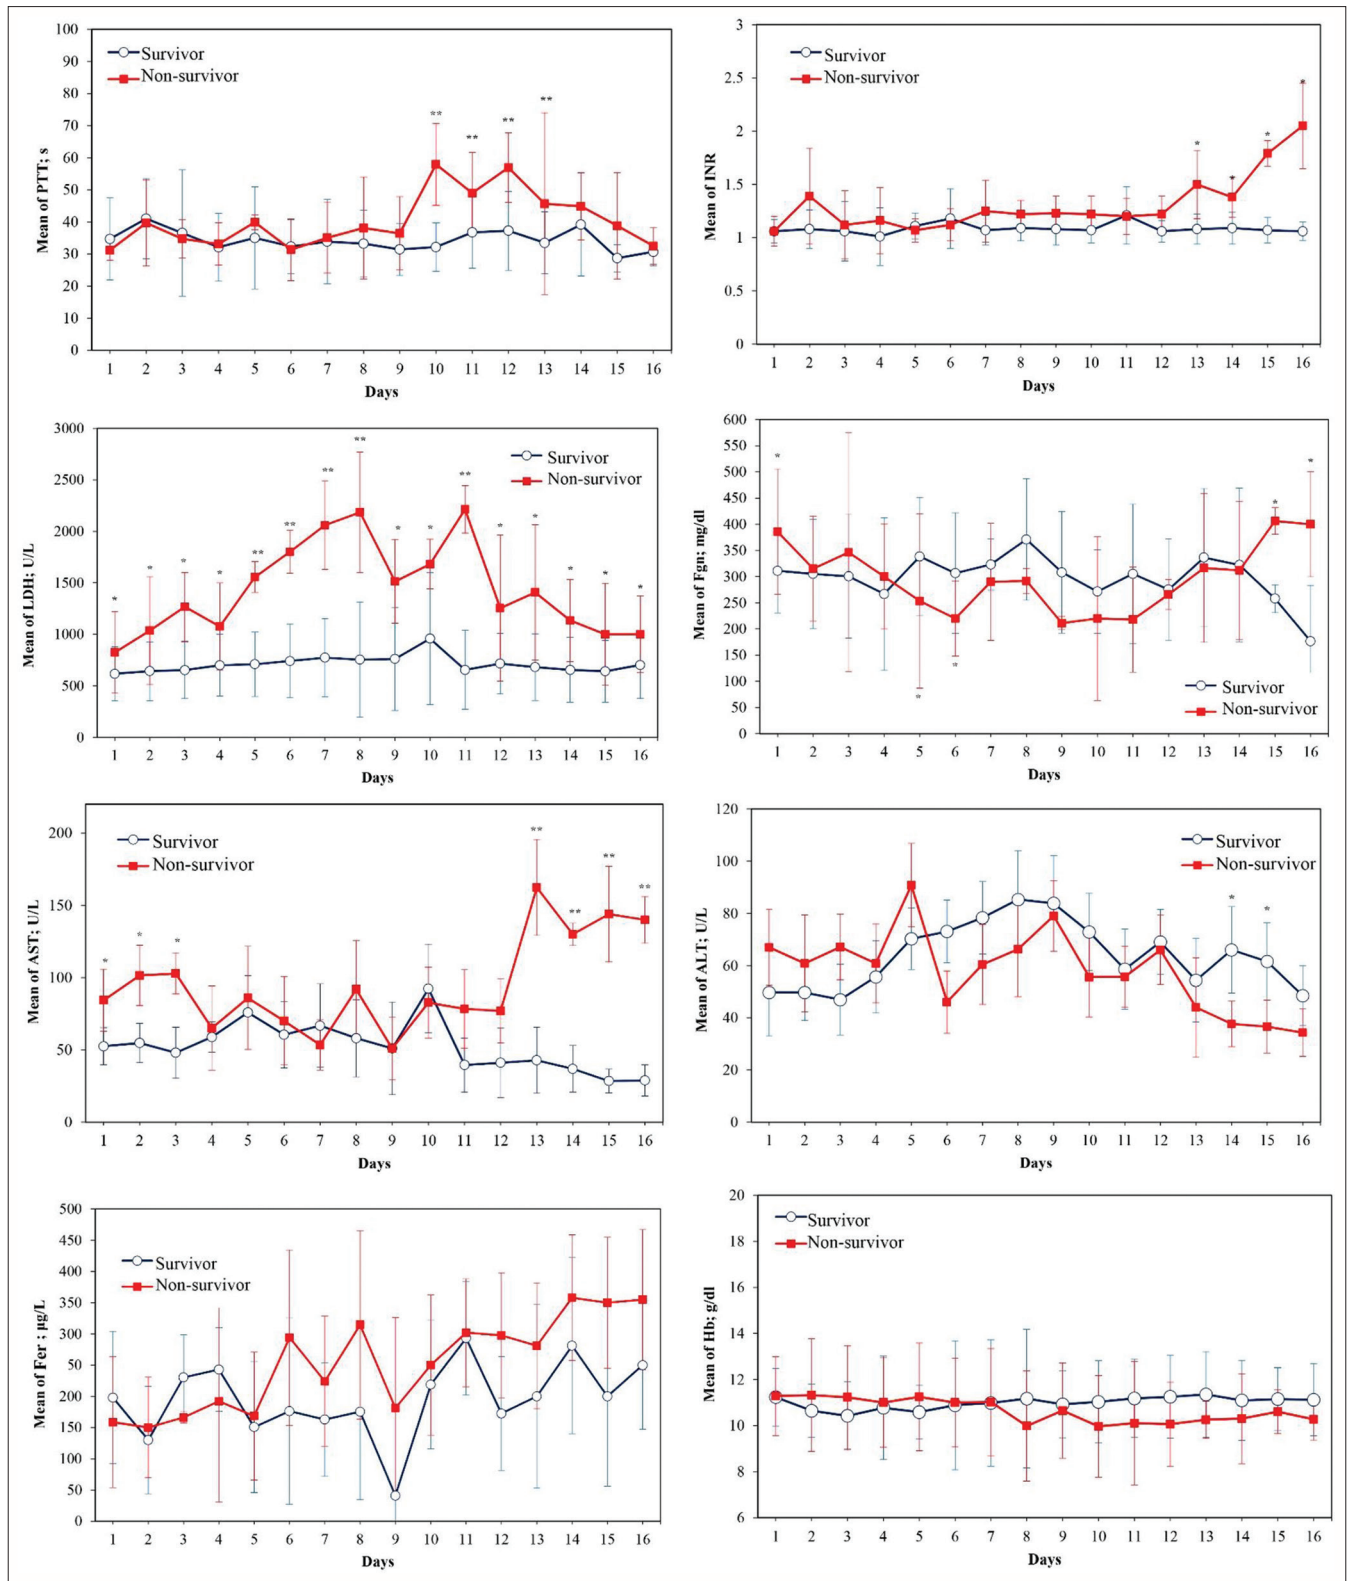 Mean of PTT; s
100
90
80
70
60
50
40
30
20
10
0
Survivor
Non-survivor
** ** ** **
1 2 3 4 5 6 7 8 9 10 11 12 13 14 15 16
Days
Mean of INR
3
2.5
2
1.5
1
0.5
0
Survivor
Non-survivor
* * * *
1 2 3 4 5 6 7 8 9 10 11 12 13 14 15 16
Days
Mean of LDH; U/L
3000
2500
2000
1500
1000
500
0
Survivor
Non-survivor
* * * * ** ** ** ** * * ** * * * * *
1 2 3 4 5 6 7 8 9 10 11 12 13 14 15 16
Days
Mean of Fgn; mg/dl
600
550
500
450
400
350
300
250
200
150
100
50
0
Survivor
Non-survivor
* * * * *
1 2 3 4 5 6 7 8 9 10 11 12 13 14 15 16
Days
Mean of AST; U/L
200
150
100
50
0
Survivor
Non-survivor
* * * ** ** ** **
1 2 3 4 5 6 7 8 9 10 11 12 13 14 15 16
Days
Mean of ALT; U/L
120
100
80
60
40
20
0
Survivor
Non-survivor
* *
1 2 3 4 5 6 7 8 9 10 11 12 13 14 15 16
Days
Mean of Fer ; µg/L
500
450
400
350
300
50
200
150
100
50
0
Survivor
Non-survivor
1 2 3 4 5 6 7 8 9 10 11 12 13 14 15 16
Days
Mean of Hb; g/dl
20
18
16
14
12
10
8
6
Survivor
Non-survivor
1 2 3 4 5 6 7 8 9 10 11 12 13 14 15 16
Days